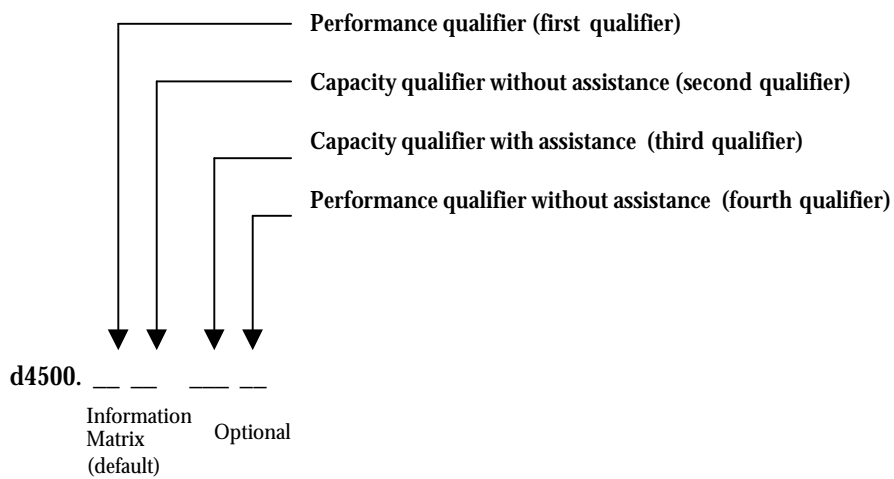 Performance qualifier (first qualifier)
Capacity qualifier without assistance (second qualifier)
Capacity qualifier with assistance (third qualifier)
Performance qualifier without assistance (fourth qualifier)
d4500. __ __ ___ __
Information
Matrix
(default)
Optional